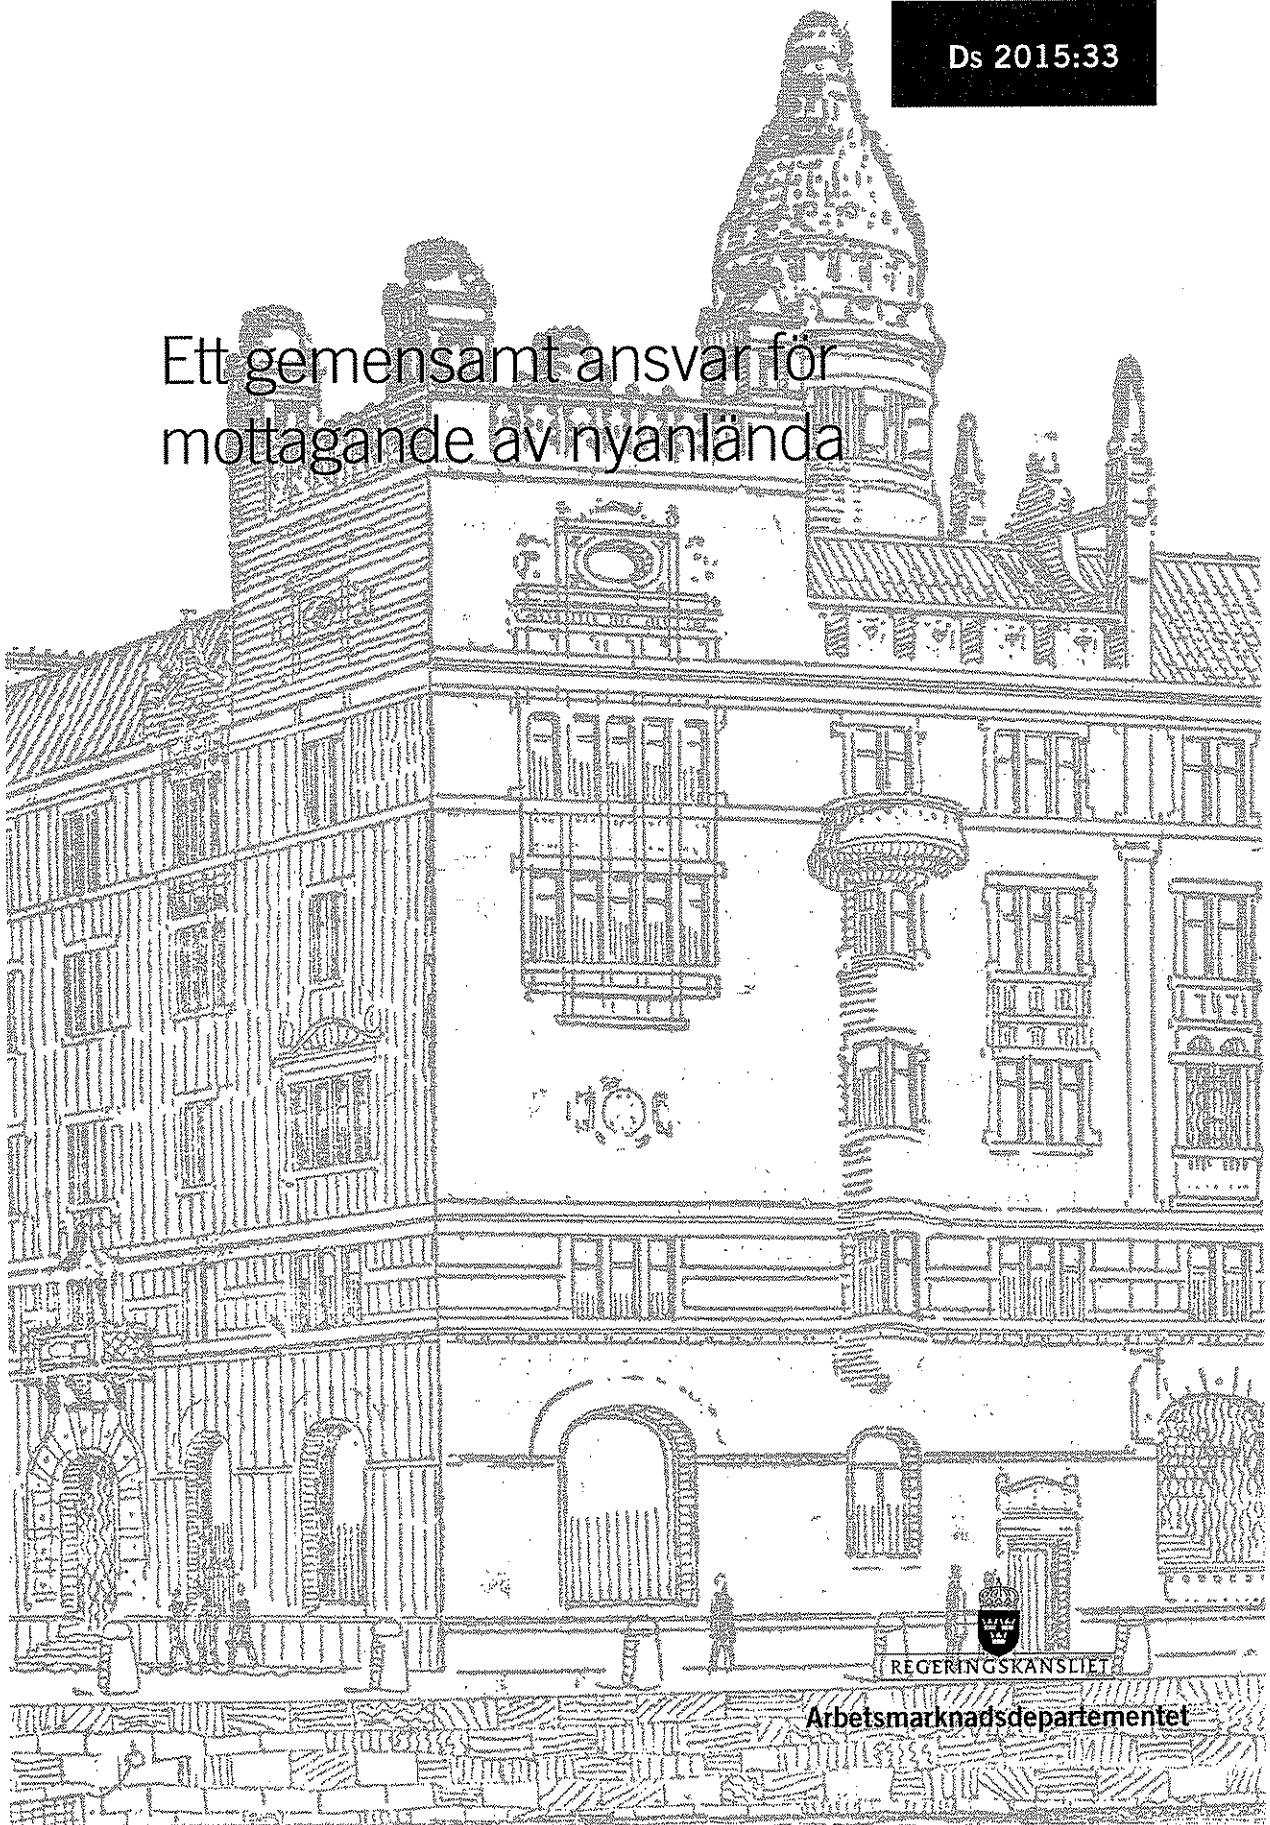 Ds 2015:33
Ett gemensamt ansvar för
mottagande av nyanlända
REGERINGSKANSLIET
Arbetsmarknadsdepartementet